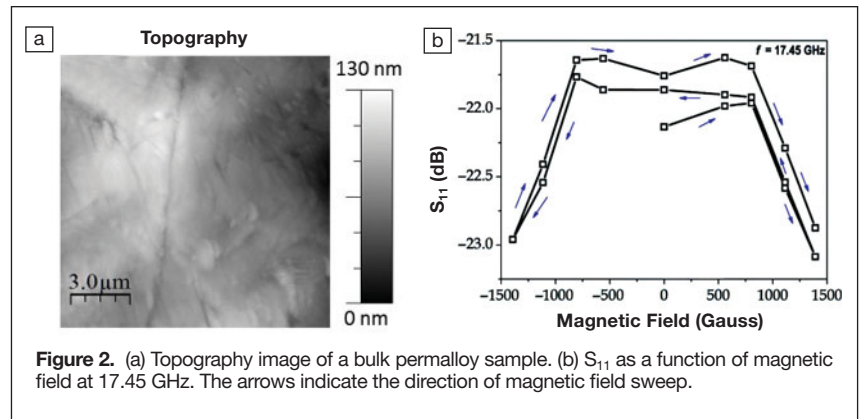 a
Topography
130 nm
3.0µm
0 nm
b
f = 17.45 GHz
S₁₁ (dB)
−21.5
−22.0
−22.5
−23.0
−1500 −1000 −500 0 500 1000 1500
Magnetic Field (Gauss)
Figure 2. (a) Topography image of a bulk permalloy sample. (b) S₁₁ as a function of magnetic
field at 17.45 GHz. The arrows indicate the direction of magnetic field sweep.